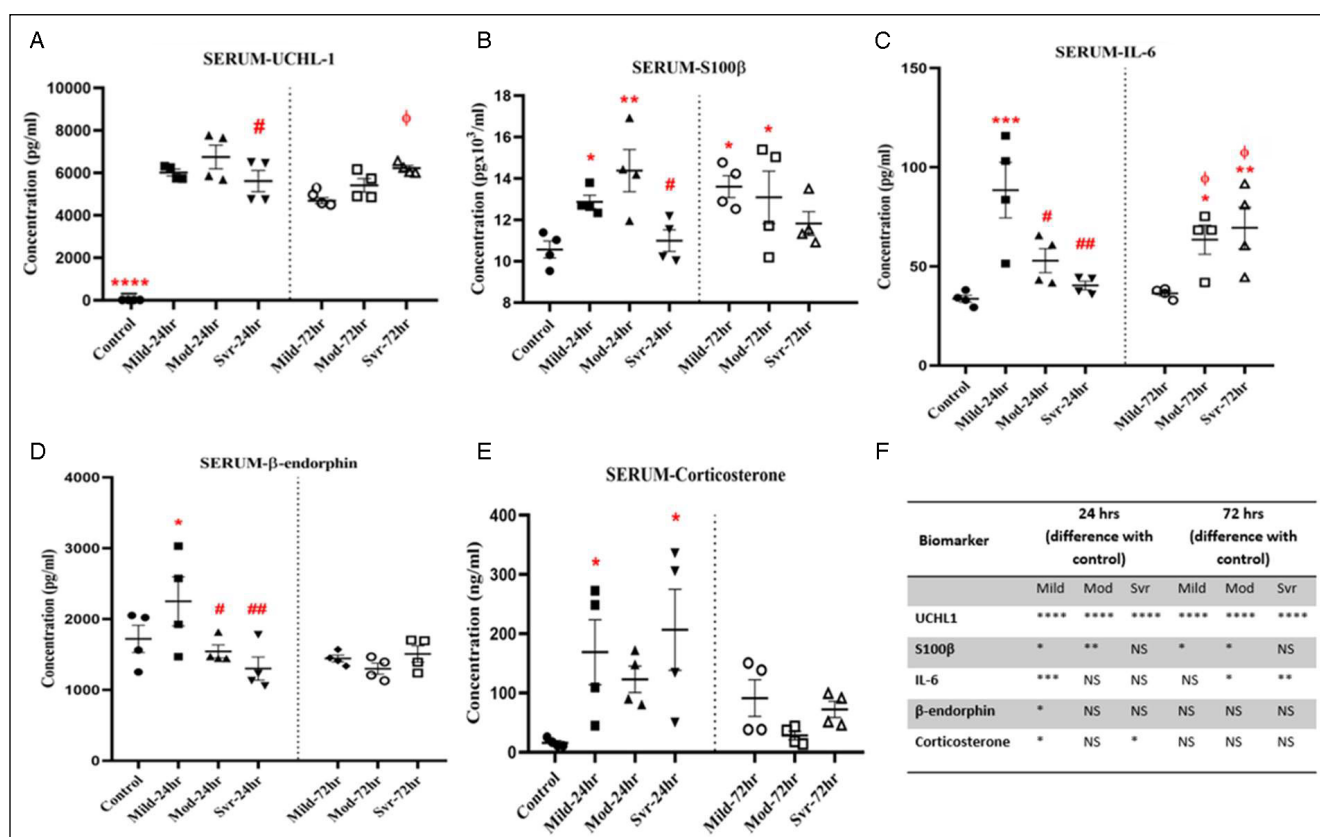 A
SERUM-UCHL-1
Concentration (pg/ml)
10000
8000
6000
4000
2000
0
****
#
ϕ
Control
Mild-24hr
Mod-24hr
Svr-24hr
Mild-72hr
Mod-72hr
Svr-72hr
B
SERUM-S100β
Concentration (pgx10³/ml)
18
16
14
12
10
8
*
**
#
*
*
Control
Mild-24hr
Mod-24hr
Svr-24hr
Mild-72hr
Mod-72hr
Svr-72hr
C
SERUM-IL-6
Concentration (pg/ml)
150
100
50
0
***
#
##
ϕ
*
ϕ
**
Control
Mild-24hr
Mod-24hr
Svr-24hr
Mild-72hr
Mod-72hr
Svr-72hr
D
SERUM-β-endorphin
Concentration (pg/ml)
4000
3000
2000
1000
0
*
#
##
Control
Mild-24hr
Mod-24hr
Svr-24hr
Mild-72hr
Mod-72hr
Svr-72hr
E
SERUM-Corticosterone
Concentration (ng/ml)
400
300
200
100
0
*
*
Control
Mild-24hr
Mod-24hr
Svr-24hr
Mild-72hr
Mod-72hr
Svr-72hr
F
Biomarker
24 hrs
(difference with
control)
72 hrs
(difference with
control)
Mild Mod Svr Mild Mod Svr
UCHL1 **** **** **** **** **** ****
S100β * ** NS * * NS
IL-6 *** NS NS NS * **
β-endorphin * NS NS NS NS NS
Corticosterone * NS * NS NS NS